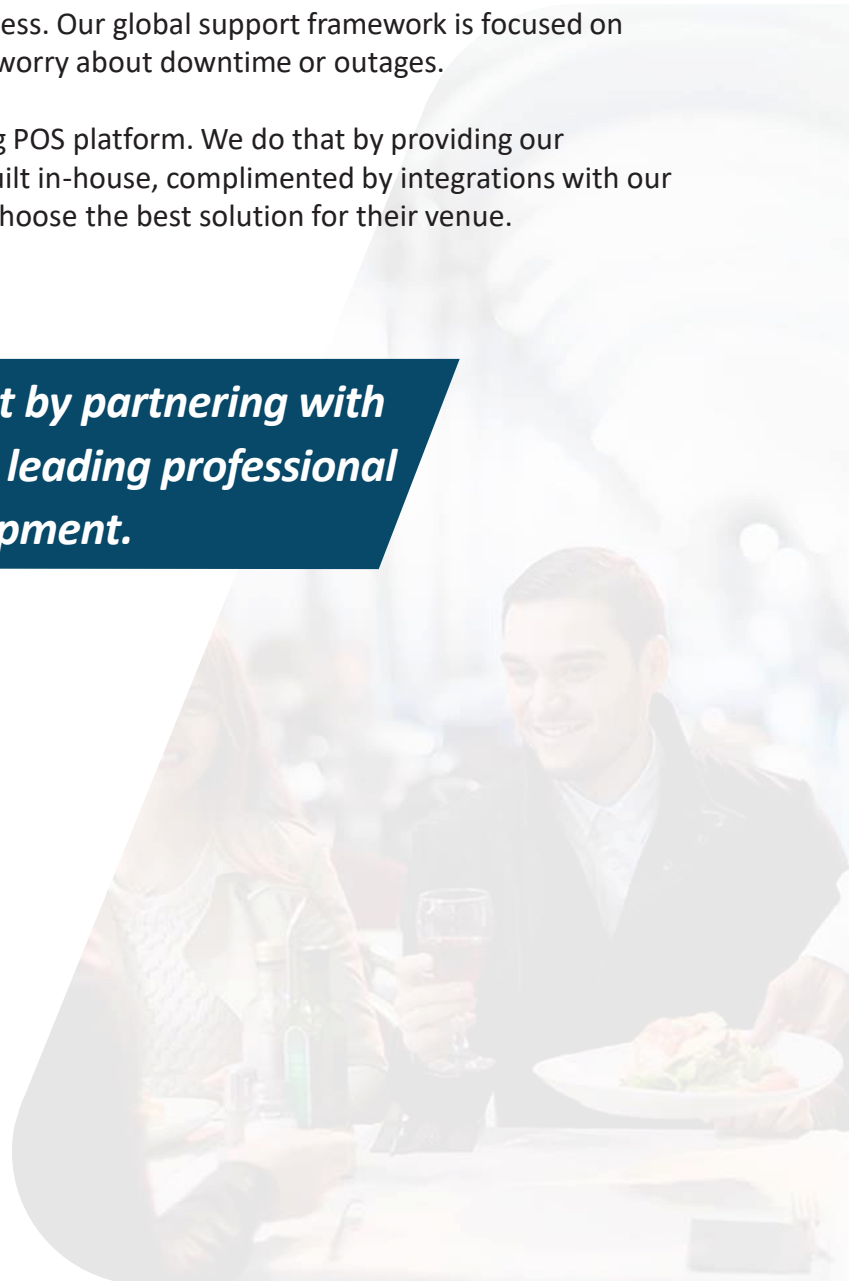 ess. Our global support framework is focused on
worry about downtime or outages.
g POS platform. We do that by providing our
uilt in-house, complimented by integrations with our
hoose the best solution for their venue.
t by partnering with
leading professional
pment.